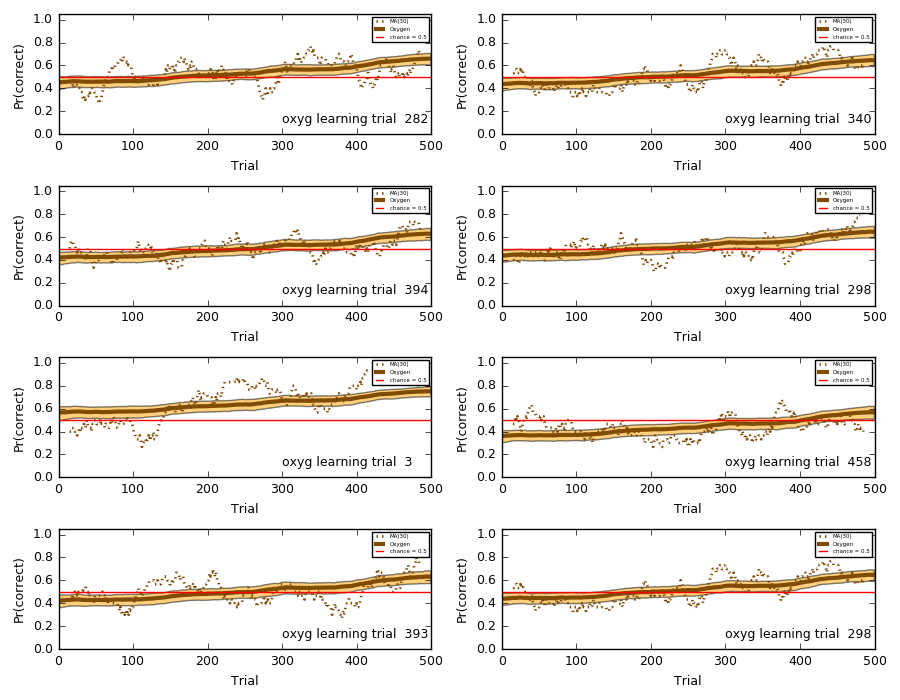 1.0
0.8
0.6
0.4
0.2
0.0
Pr(correct)
MA(30)
Oxygen
chance = 0.5
oxyg learning trial 282
0 100 200 300 400 500
Trial
1.0
0.8
0.6
0.4
0.2
0.0
Pr(correct)
MA(30)
Oxygen
chance = 0.5
oxyg learning trial 340
0 100 200 300 400 500
Trial
1.0
0.8
0.6
0.4
0.2
0.0
Pr(correct)
MA(30)
Oxygen
chance = 0.5
oxyg learning trial 394
0 100 200 300 400 500
Trial
1.0
0.8
0.6
0.4
0.2
0.0
Pr(correct)
MA(30)
Oxygen
chance = 0.5
oxyg learning trial 298
0 100 200 300 400 500
Trial
1.0
0.8
0.6
0.4
0.2
0.0
Pr(correct)
MA(30)
Oxygen
chance = 0.5
oxyg learning trial 3
0 100 200 300 400 500
Trial
1.0
0.8
0.6
0.4
0.2
0.0
Pr(correct)
MA(30)
Oxygen
chance = 0.5
oxyg learning trial 458
0 100 200 300 400 500
Trial
1.0
0.8
0.6
0.4
0.2
0.0
Pr(correct)
MA(30)
Oxygen
chance = 0.5
oxyg learning trial 393
0 100 200 300 400 500
Trial
1.0
0.8
0.6
0.4
0.2
0.0
Pr(correct)
MA(30)
Oxygen
chance = 0.5
oxyg learning trial 298
0 100 200 300 400 500
Trial